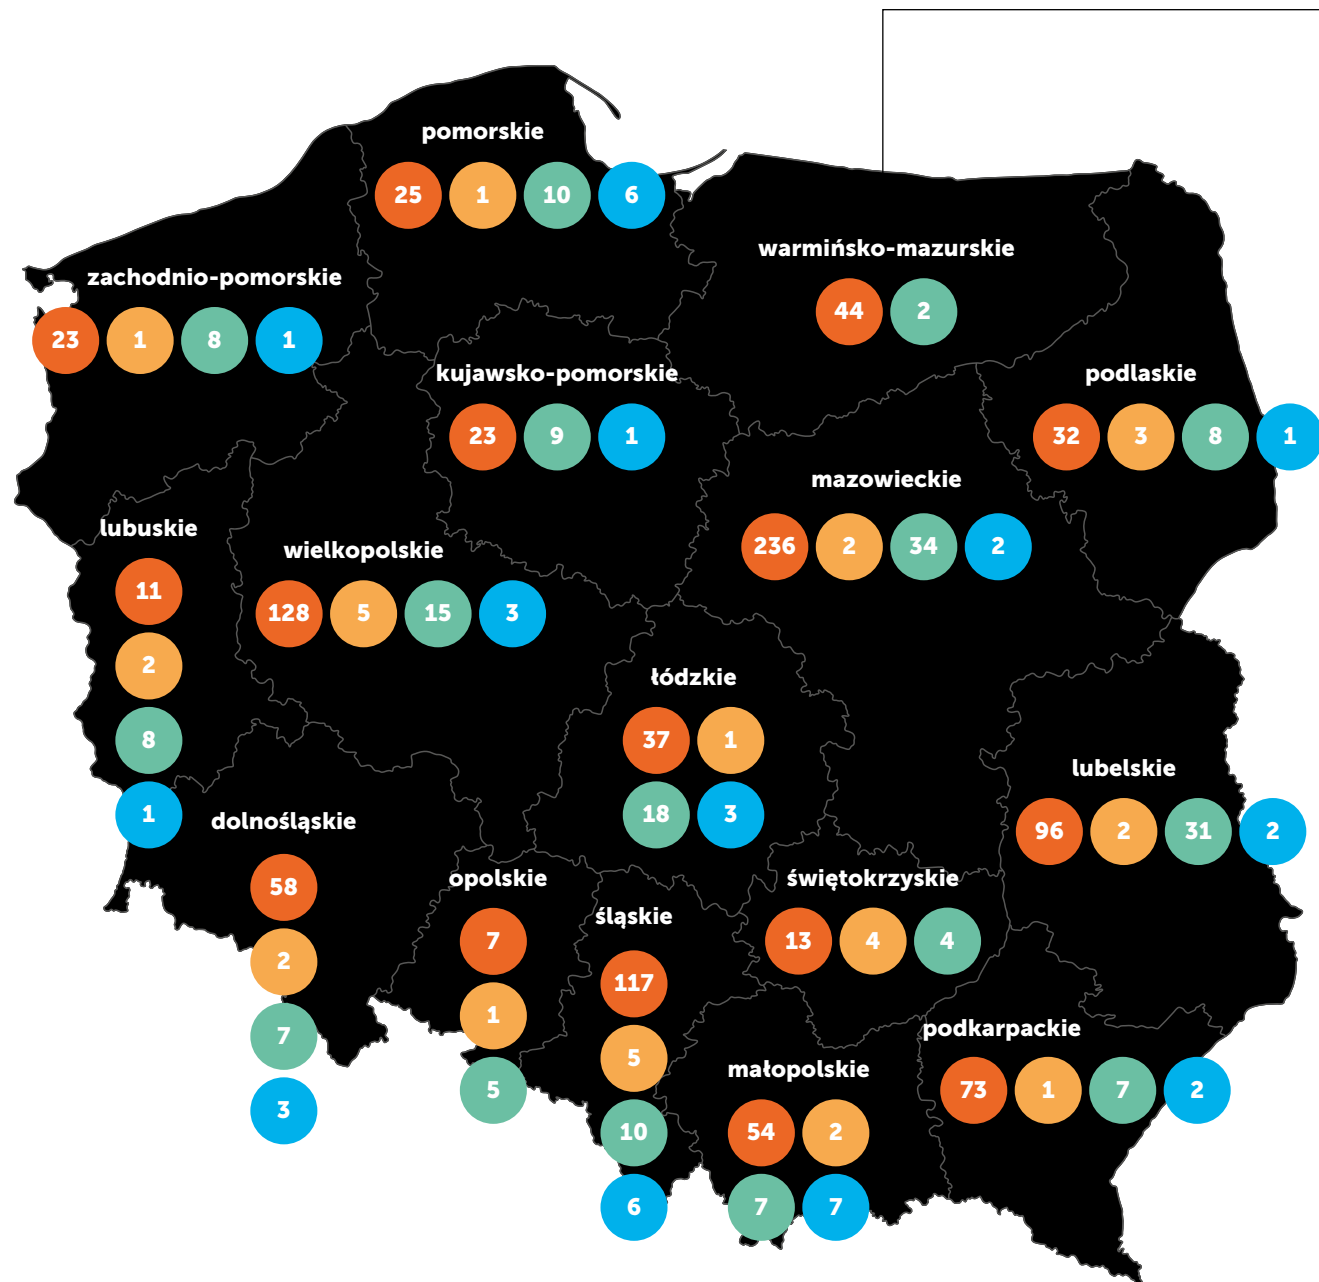 pomorskie
25 1 10 6
warmińsko-mazurskie
44 2
zachodnio-pomorskie
23 1 8 1
kujawsko-pomorskie
23 9 1
podlaskie
32 3 8 1
mazowieckie
236 2 34 2
lubuskie
11
2
8
1
wielkopolskie
128 5 15 3
łódzkie
37 1
18 3
lubelskie
96 2 31 2
dolnośląskie
58
2
7
3
opolskie
7
1
5
śląskie
117
5
10
6
świętokrzyskie
13 4 4
małopolskie
54 2
7 7
podkarpackie
73 1 7 2